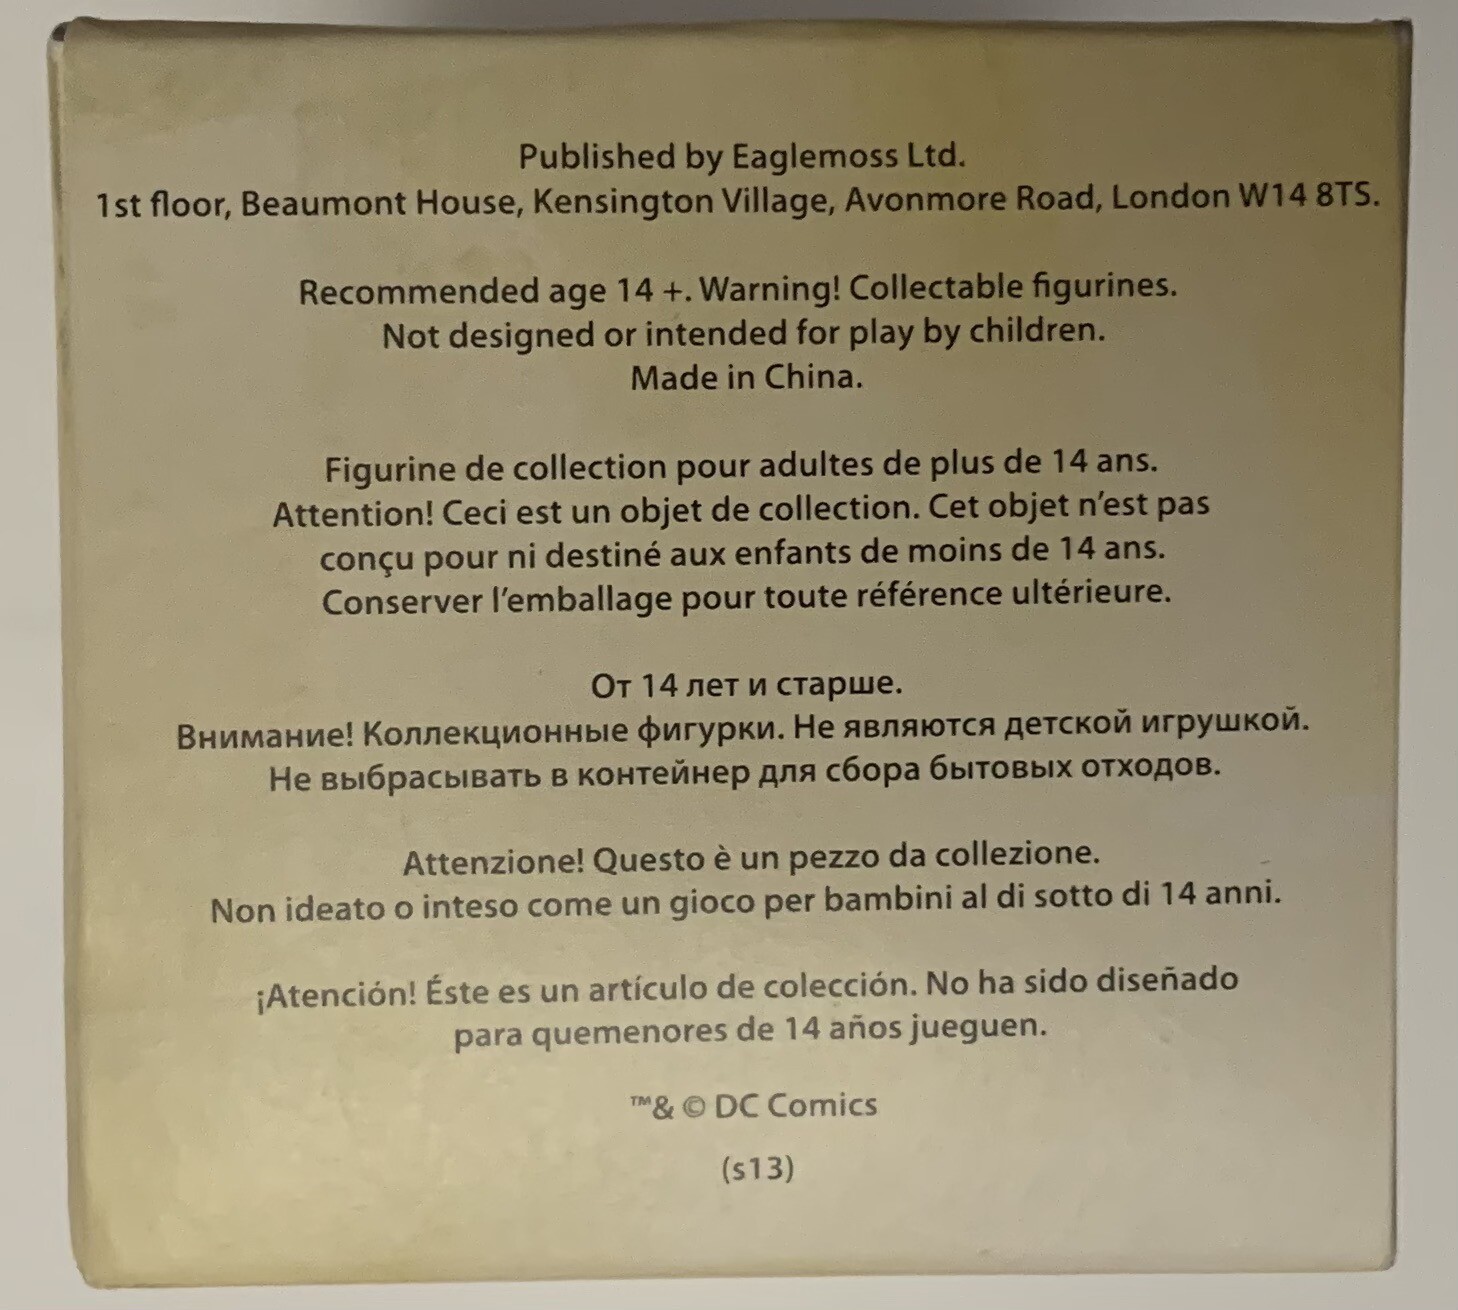 Published by Eaglemoss Ltd.
1st floor, Beaumont House, Kensington Village, Avonmore Road, London W14 8TS.
Recommended age 14 +. Warning! Collectable figurines.
Not designed or intended for play by children.
Made in China.
Figurine de collection pour adultes de plus de 14 ans.
Attention! Ceci est un objet de collection. Cet objet n’est pas
conçu pour ni destiné aux enfants de moins de 14 ans.
Conserver l’emballage pour toute référence ultérieure.
От 14 лет и старше.
Внимание! Коллекционные фигурки. Не являются детской игрушкой.
Не выбрасывать в контейнер для сбора бытовых отходов.
Attenzione! Questo è un pezzo da collezione.
Non ideato o inteso come un gioco per bambini al di sotto di 14 anni.
¡Atención! Éste es un artículo de colección. No ha sido diseñado
para quemenores de 14 años jueguen.
™& © DC Comics
(s13)